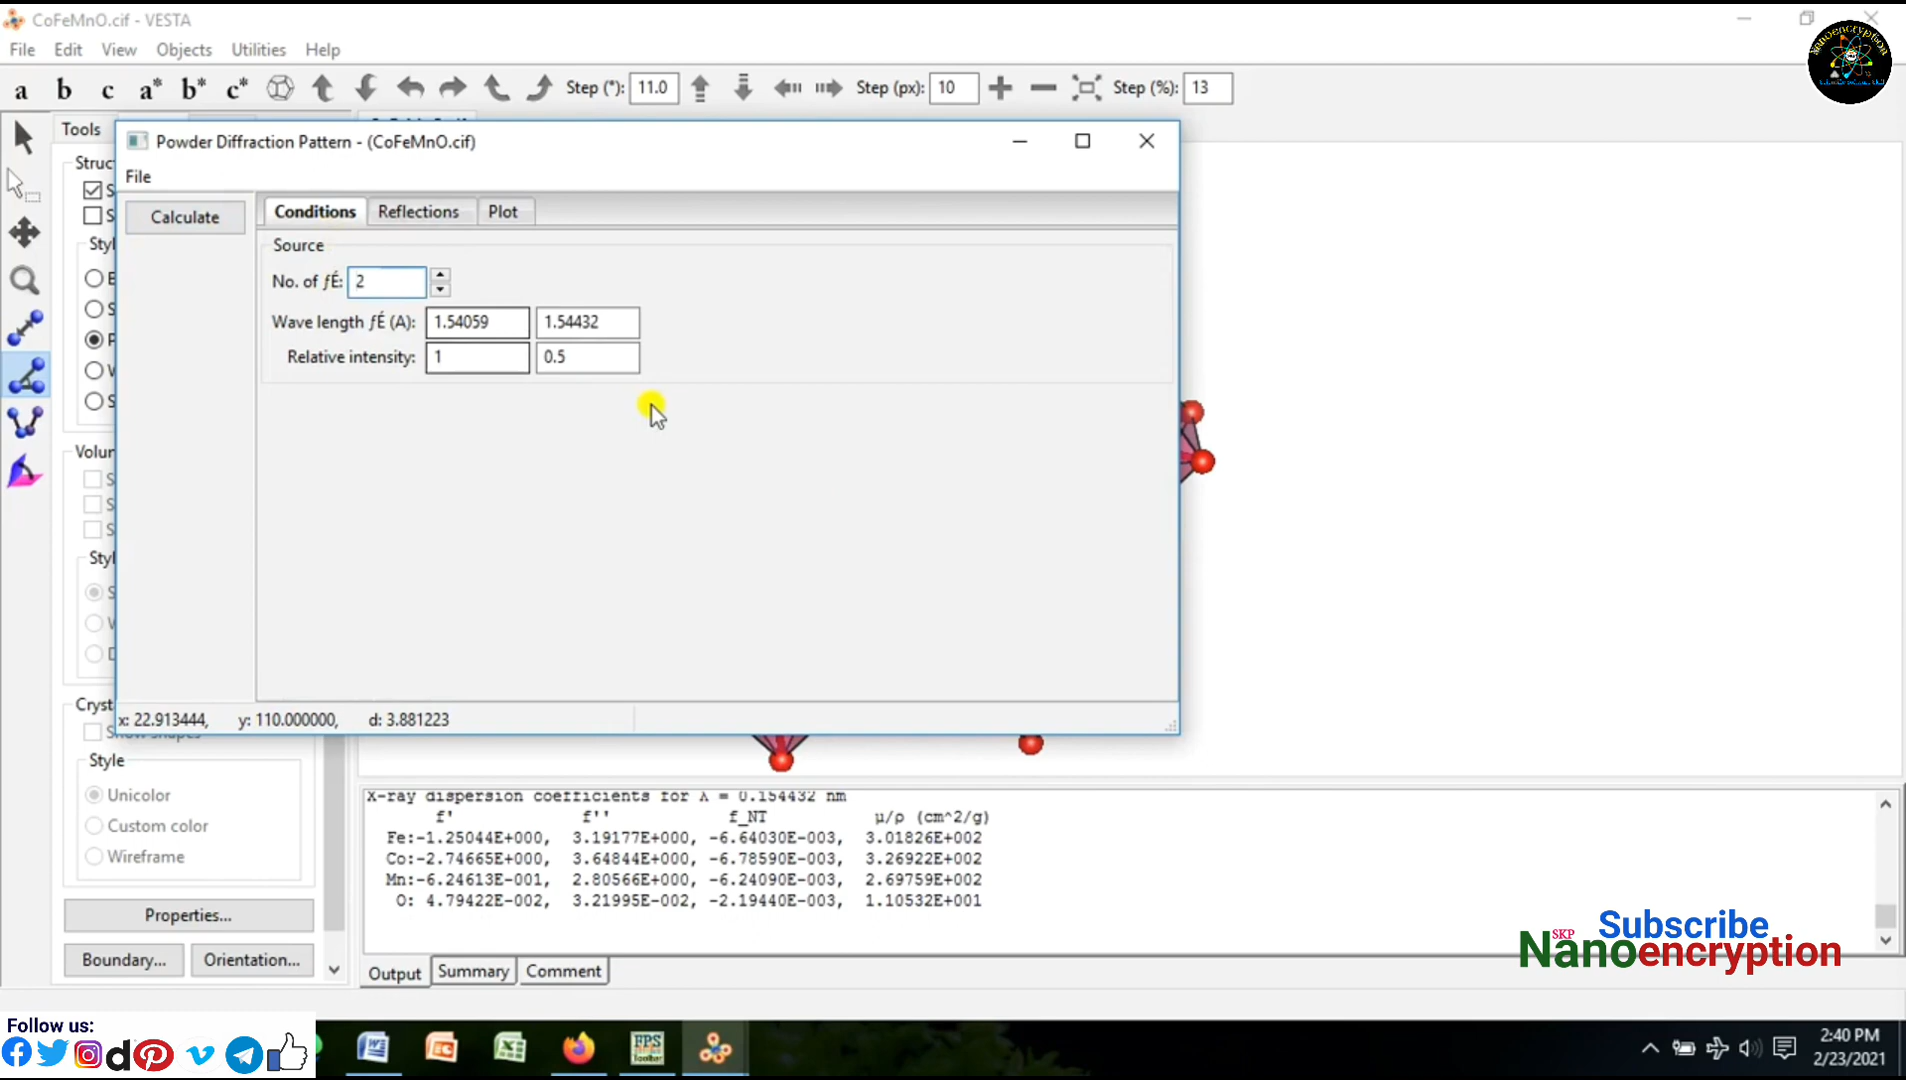 CoFeMnO.cif - VESTA
File Edit View Objects Utilities Help
a b c a* b* c* Step (°): 11.0 Step (px): 10 Step (%): 13
Tools
Powder Diffraction Pattern - (CoFeMnO.cif)
File
Calculate
Conditions Reflections Plot
Source
No. of ƒÉ: 2
Wave length ƒÉ (A): 1.54059 1.54432
Relative intensity: 1 0.5
x: 22.913444, y: 110.000000, d: 3.881223
Struc
S
S
Styl
E
S
P
W
S
Volun
S
S
S
Styl
S
W
D
Cryst
Style
Unicolor
Custom color
Wireframe
Properties...
Boundary... Orientation...
X-ray dispersion coefficients for λ = 0.154432 nm
f' f'' f_NT μ/ρ (cm^2/g)
Fe:-1.25044E+000, 3.19177E+000, -6.64030E-003, 3.01826E+002
Co:-2.74665E+000, 3.64844E+000, -6.78590E-003, 3.26922E+002
Mn:-6.24613E-001, 2.80566E+000, -6.24090E-003, 2.69759E+002
O: 4.79422E-002, 3.21995E-002, -2.19440E-003, 1.10532E+001
Output Summary Comment
Subscribe
SKP
Nanoencryption
Follow us:
2:40 PM
2/23/2021